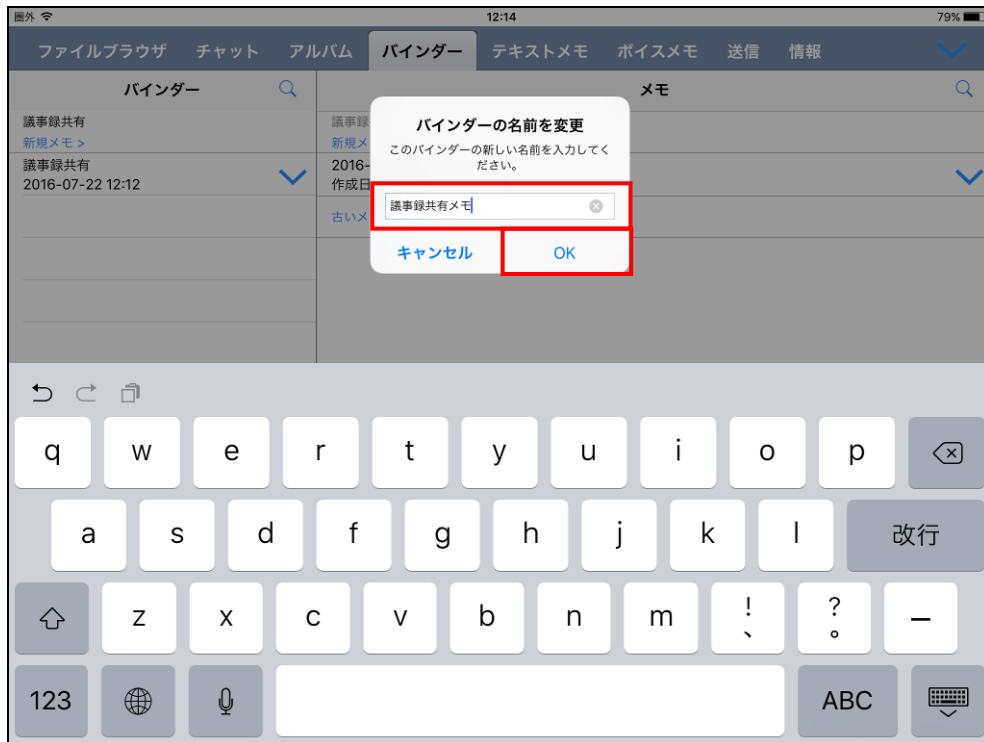 圏外 12:14 79%
ファイルブラウザ チャット アルバム バインダー テキストメモ ボイスメモ 送信 情報
バインダー メモ
議事録共有
新規メモ >
議事録共有
2016-07-22 12:12
議事録
新規メ
2016-
作成日
古いメ
バインダーの名前を変更
このバインダーの新しい名前を入力してく
ださい。
議事録共有メモ
キャンセル OK
q w e r t y u i o p
a s d f g h j k l 改行
z x c v b n m ! 、 ? 。 ー
123 ABC